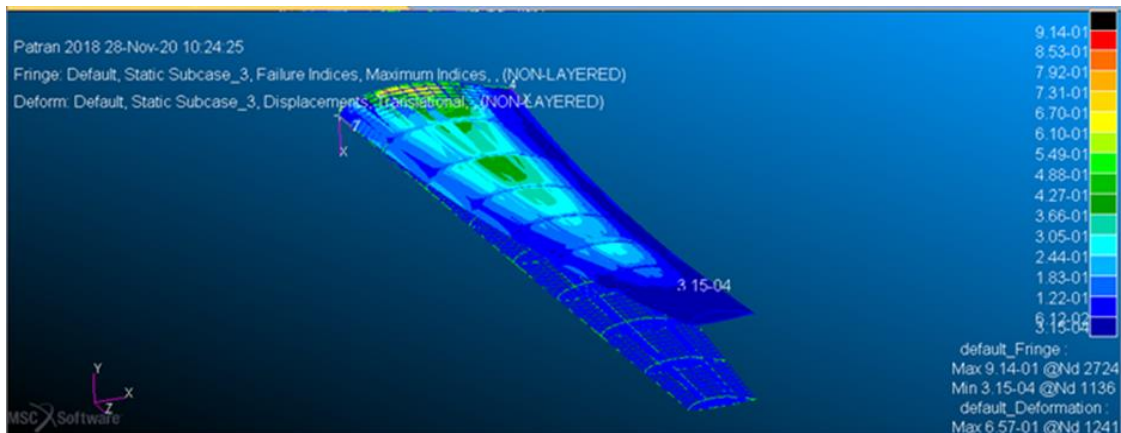 Patran 2018 28-Nov-20 10:24:25
Fringe: Default, Static Subcase_3, Failure Indices, Maximum Indices, , (NON-LAYERED)
Deform: Default, Static Subcase_3, Displacements, Translational, , (NON-LAYERED)
X
3.15-04
Y
X
Z
MSC Software
9.14-01
8.53-01
7.92-01
7.31-01
6.70-01
6.10-01
5.49-01
4.88-01
4.27-01
3.66-01
3.05-01
2.44-01
1.83-01
1.22-01
6.12-02
3.15-04
default_Fringe :
Max 9.14-01 @Nd 2724
Min 3.15-04 @Nd 1136
default_Deformation :
Max 6.57-01 @Nd 1241